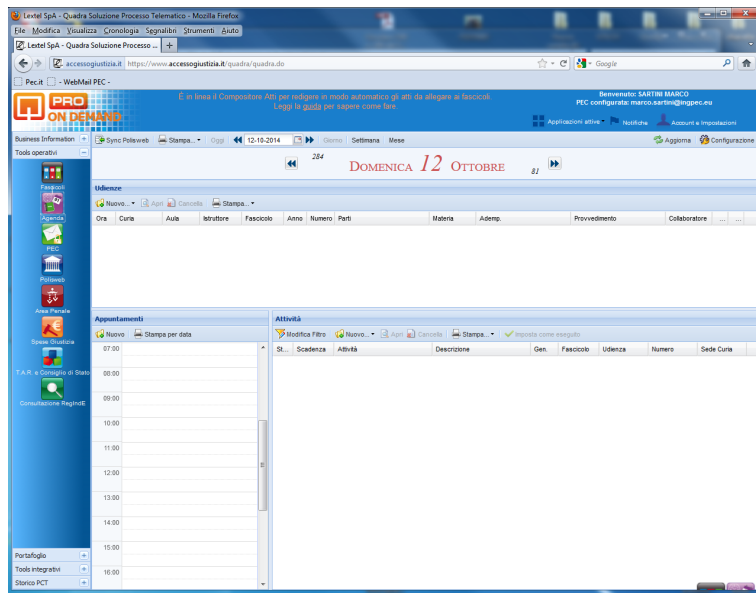 Lextel SpA - Quadra Soluzione Processo Telematico - Mozilla Firefox
File Modifica Visualizza Cronologia Segnalibri Strumenti Aiuto
Lextel SpA - Quadra Soluzione Processo ... +
accessogiustizia.it https://www.accessogiustizia.it/quadra/quadra.do Google
Pec.it - WebMail PEC -
PRO ON DEMAND
È in linea il Compositore Atti per redigere in modo automatico gli atti da allegare ai fascicoli.
Leggi la guida per sapere come fare.
Benvenuto: SARTINI MARCO
PEC configurata: marco.sartini@ingpec.eu
Applicazioni attive Notifiche Account e Impostazioni
Business Information Sync Polisweb Stampa... Oggi 12-10-2014 Giorno Settimana Mese Aggiorna Configurazione
Tools operativi
284 Domenica 12 Ottobre 81
Fascicoli
Agenda
PEC
Polisweb
Area Penale
Spese Giustizia
T.A.R. e Consiglio di Stato
Consultazione RegIndE
Portafoglio
Tools integrativi
Storico PCT
Udienze
Nuovo... Apri Cancella Stampa...
Ora Curia Aula Istruttore Fascicolo Anno Numero Parti Materia Ademp. Provvedimento Collaboratore ... ...
Appuntamenti
Nuovo Stampa per data
07:00
08:00
09:00
10:00
11:00
12:00
13:00
14:00
15:00
16:00
Attività
Modifica Filtro Nuovo... Apri Cancella Stampa... Imposta come eseguito
St... Scadenza Attività Descrizione Gen. Fascicolo Udienza Numero Sede Curia